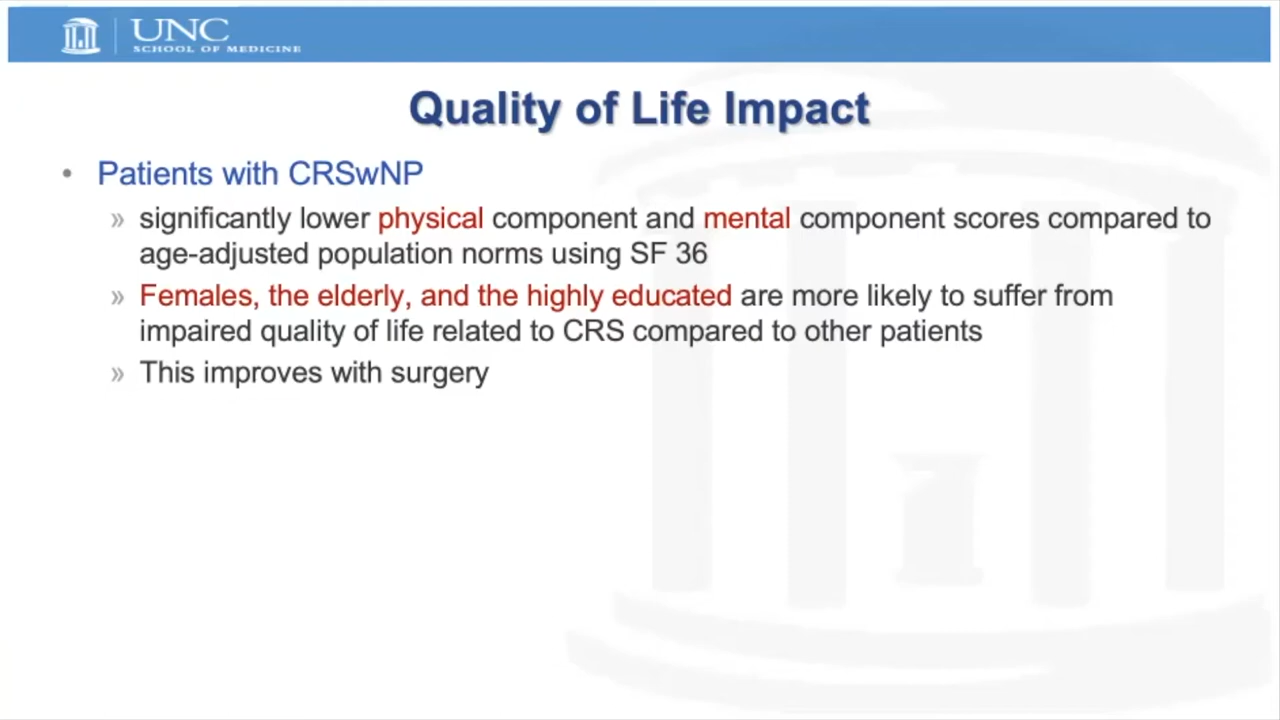 UNC
SCHOOL OF MEDICINE
Quality of Life Impact
• Patients with CRSwNP
» significantly lower physical component and mental component scores compared to
age-adjusted population norms using SF 36
» Females, the elderly, and the highly educated are more likely to suffer from
impaired quality of life related to CRS compared to other patients
» This improves with surgery